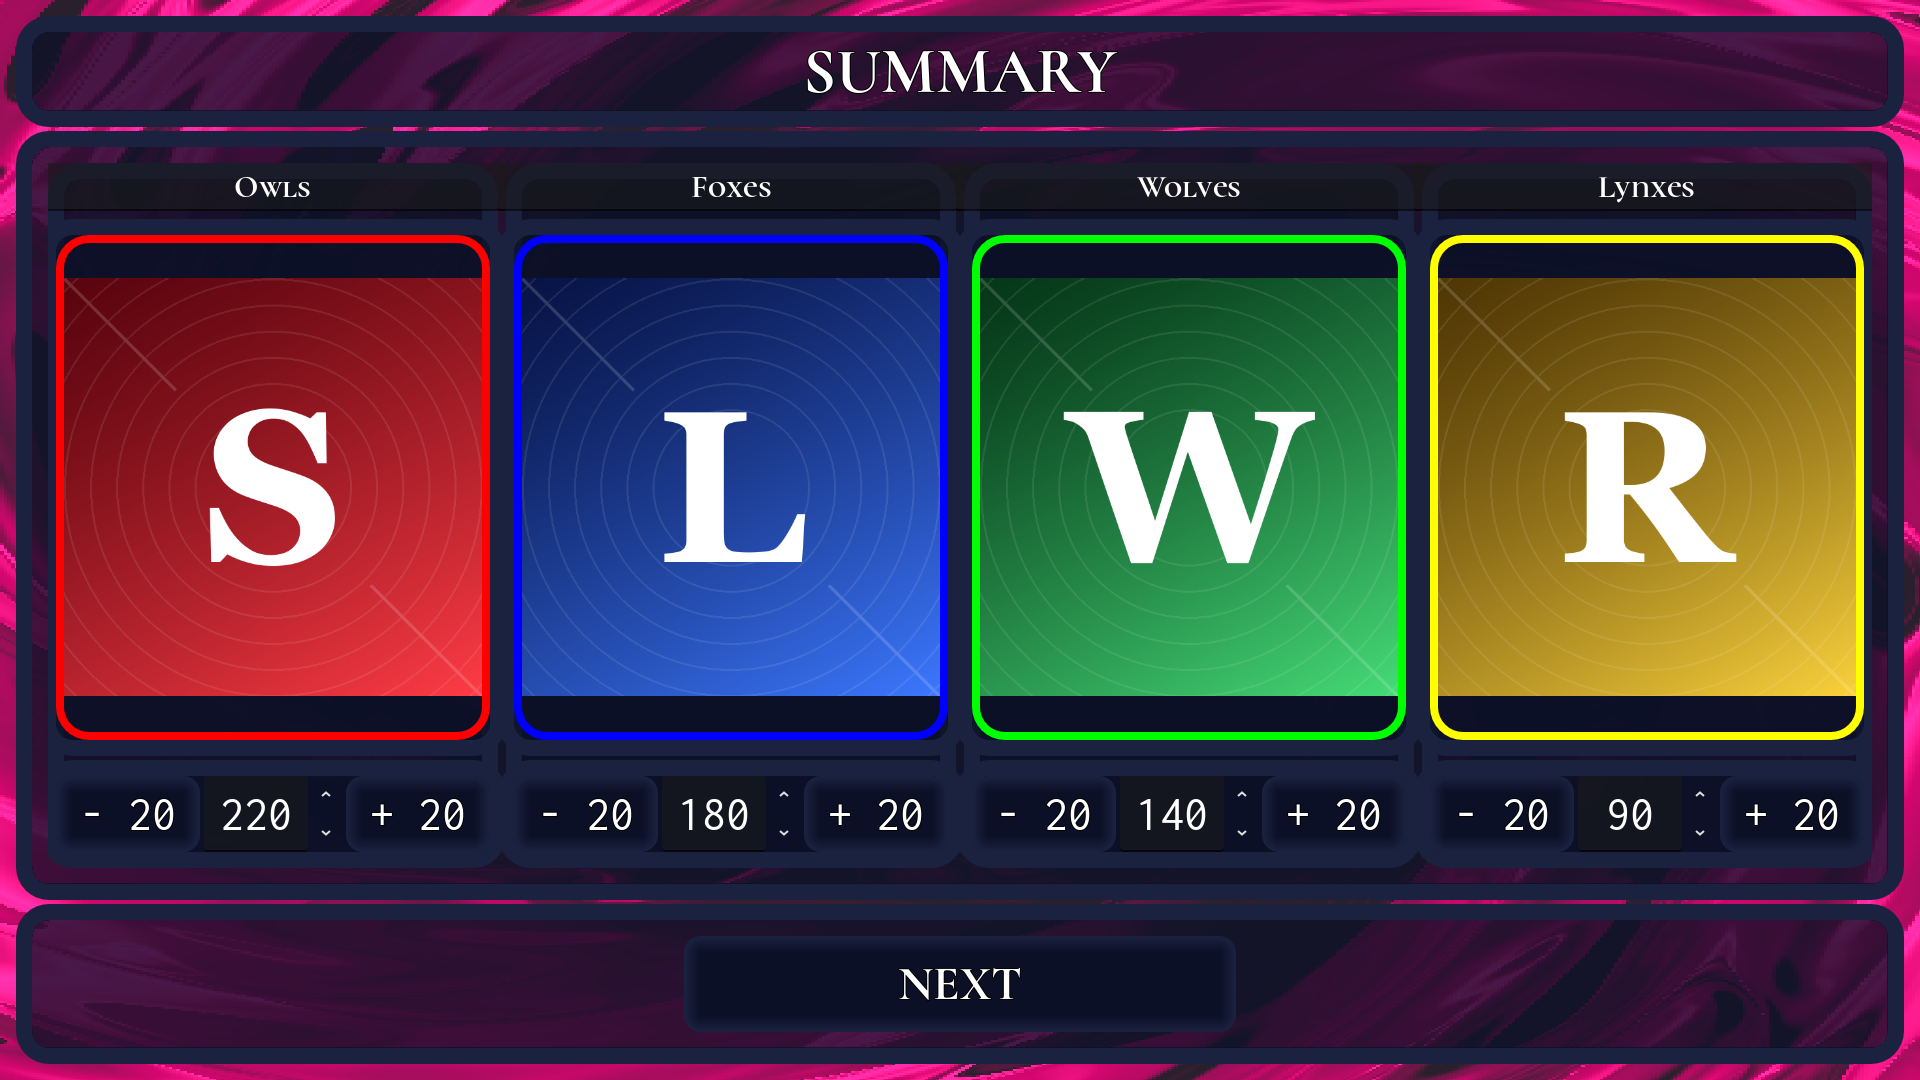 SUMMARY
Owls Foxes Wolves Lynxes
S L W R
- 20 220 + 20 - 20 180 + 20 - 20 140 + 20 - 20 90 + 20
NEXT